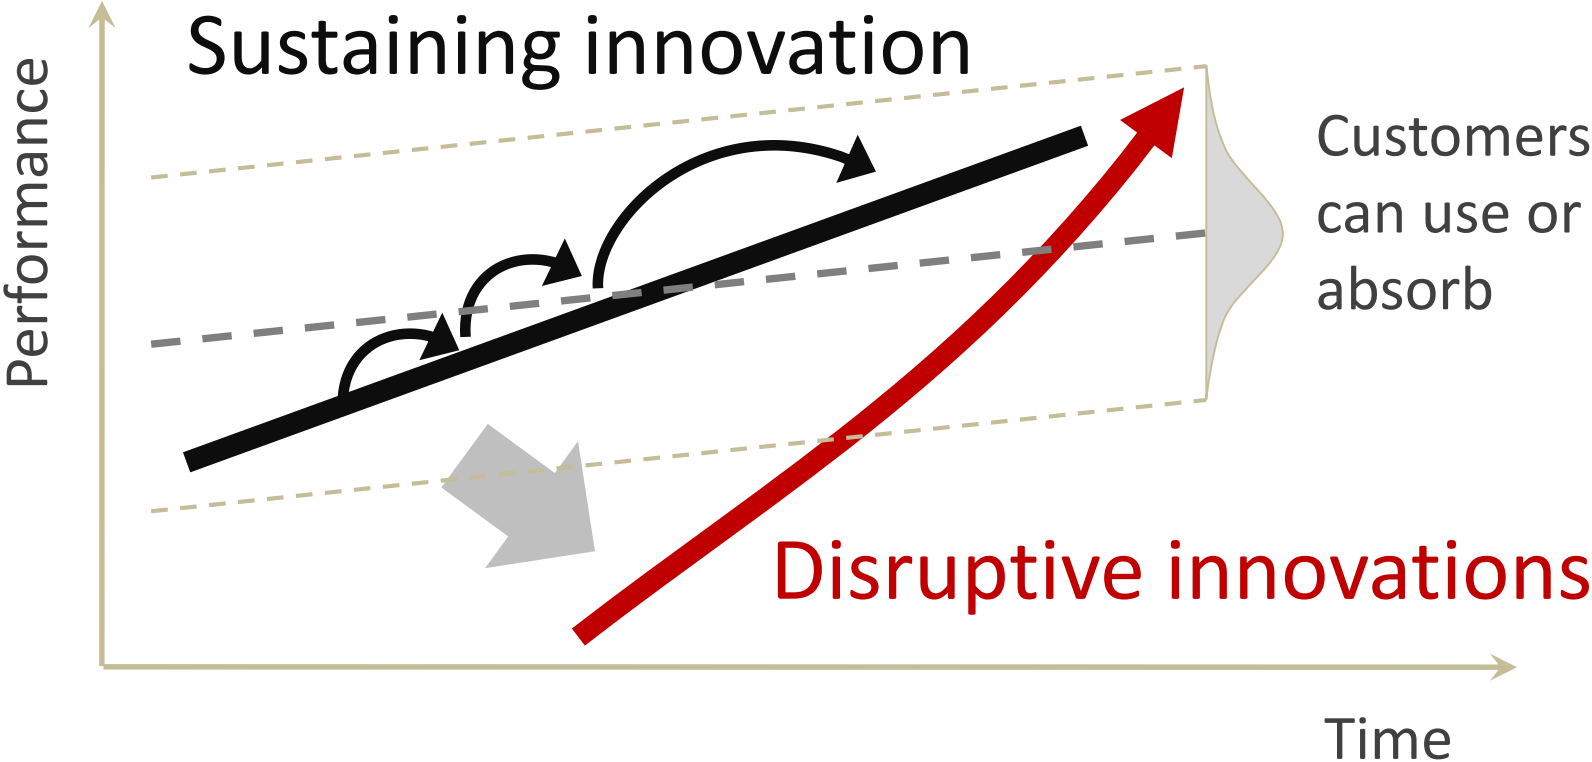 Sustaining innovation
Performance
Customers
can use or
absorb
Disruptive innovations
Time